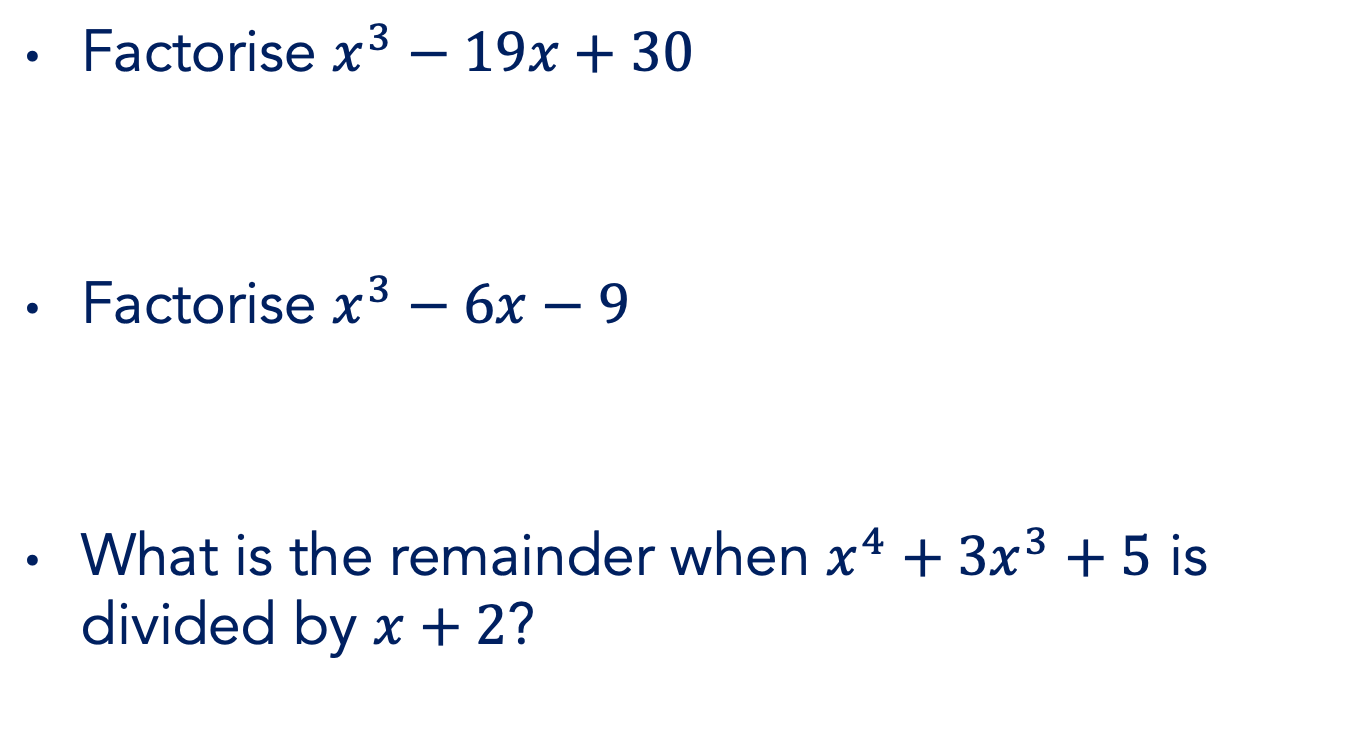 • Factorise x³ − 19x + 30
• Factorise x³ − 6x − 9
• What is the remainder when x⁴ + 3x³ + 5 is
divided by x + 2?